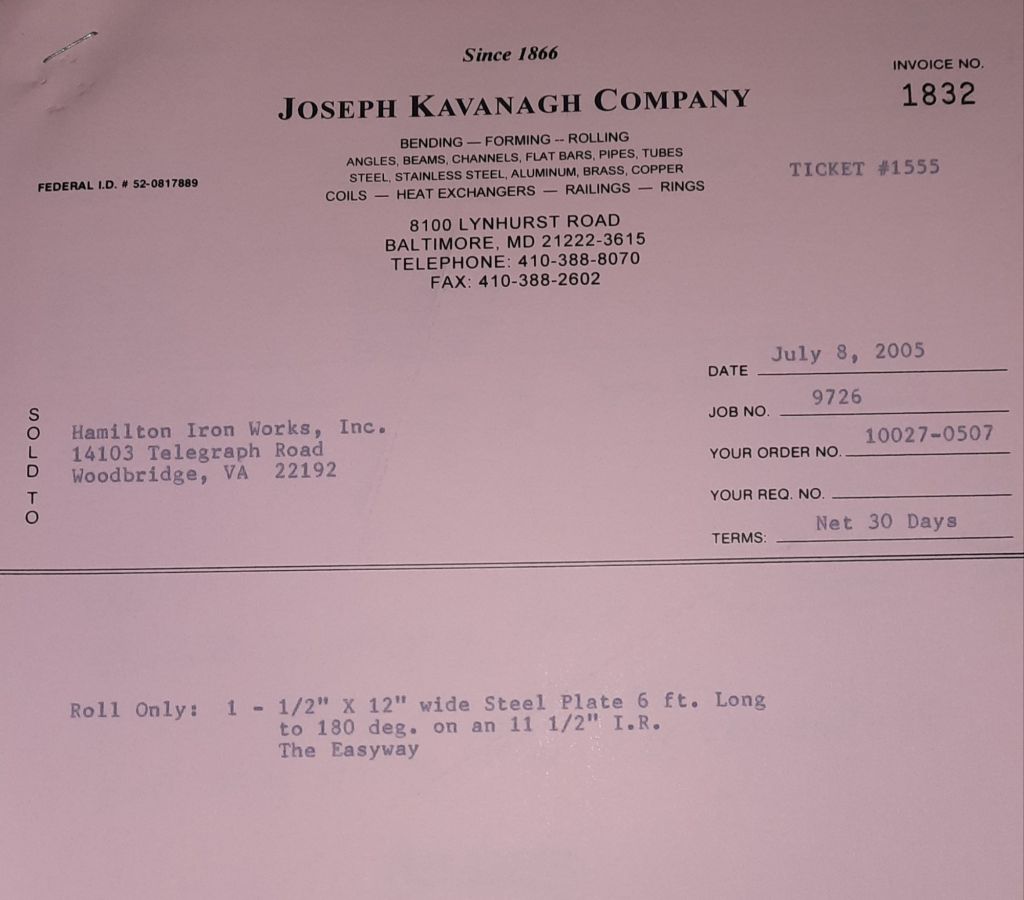 Since 1866
INVOICE NO.
JOSEPH KAVANAGH COMPANY
1832
BENDING — FORMING -- ROLLING
ANGLES, BEAMS, CHANNELS, FLAT BARS, PIPES, TUBES
STEEL, STAINLESS STEEL, ALUMINUM, BRASS, COPPER
COILS — HEAT EXCHANGERS — RAILINGS — RINGS
TICKET #1555
FEDERAL I.D. # 52-0817889
8100 LYNHURST ROAD
BALTIMORE, MD 21222-3615
TELEPHONE: 410-388-8070
FAX: 410-388-2602
DATE July 8, 2005
JOB NO. 9726
YOUR ORDER NO. 10027-0507
YOUR REQ. NO.
TERMS: Net 30 Days
SOLD TO
Hamilton Iron Works, Inc.
14103 Telegraph Road
Woodbridge, VA 22192
Roll Only: 1 - 1/2" X 12" wide Steel Plate 6 ft. Long
to 180 deg. on an 11 1/2" I.R.
The Easyway